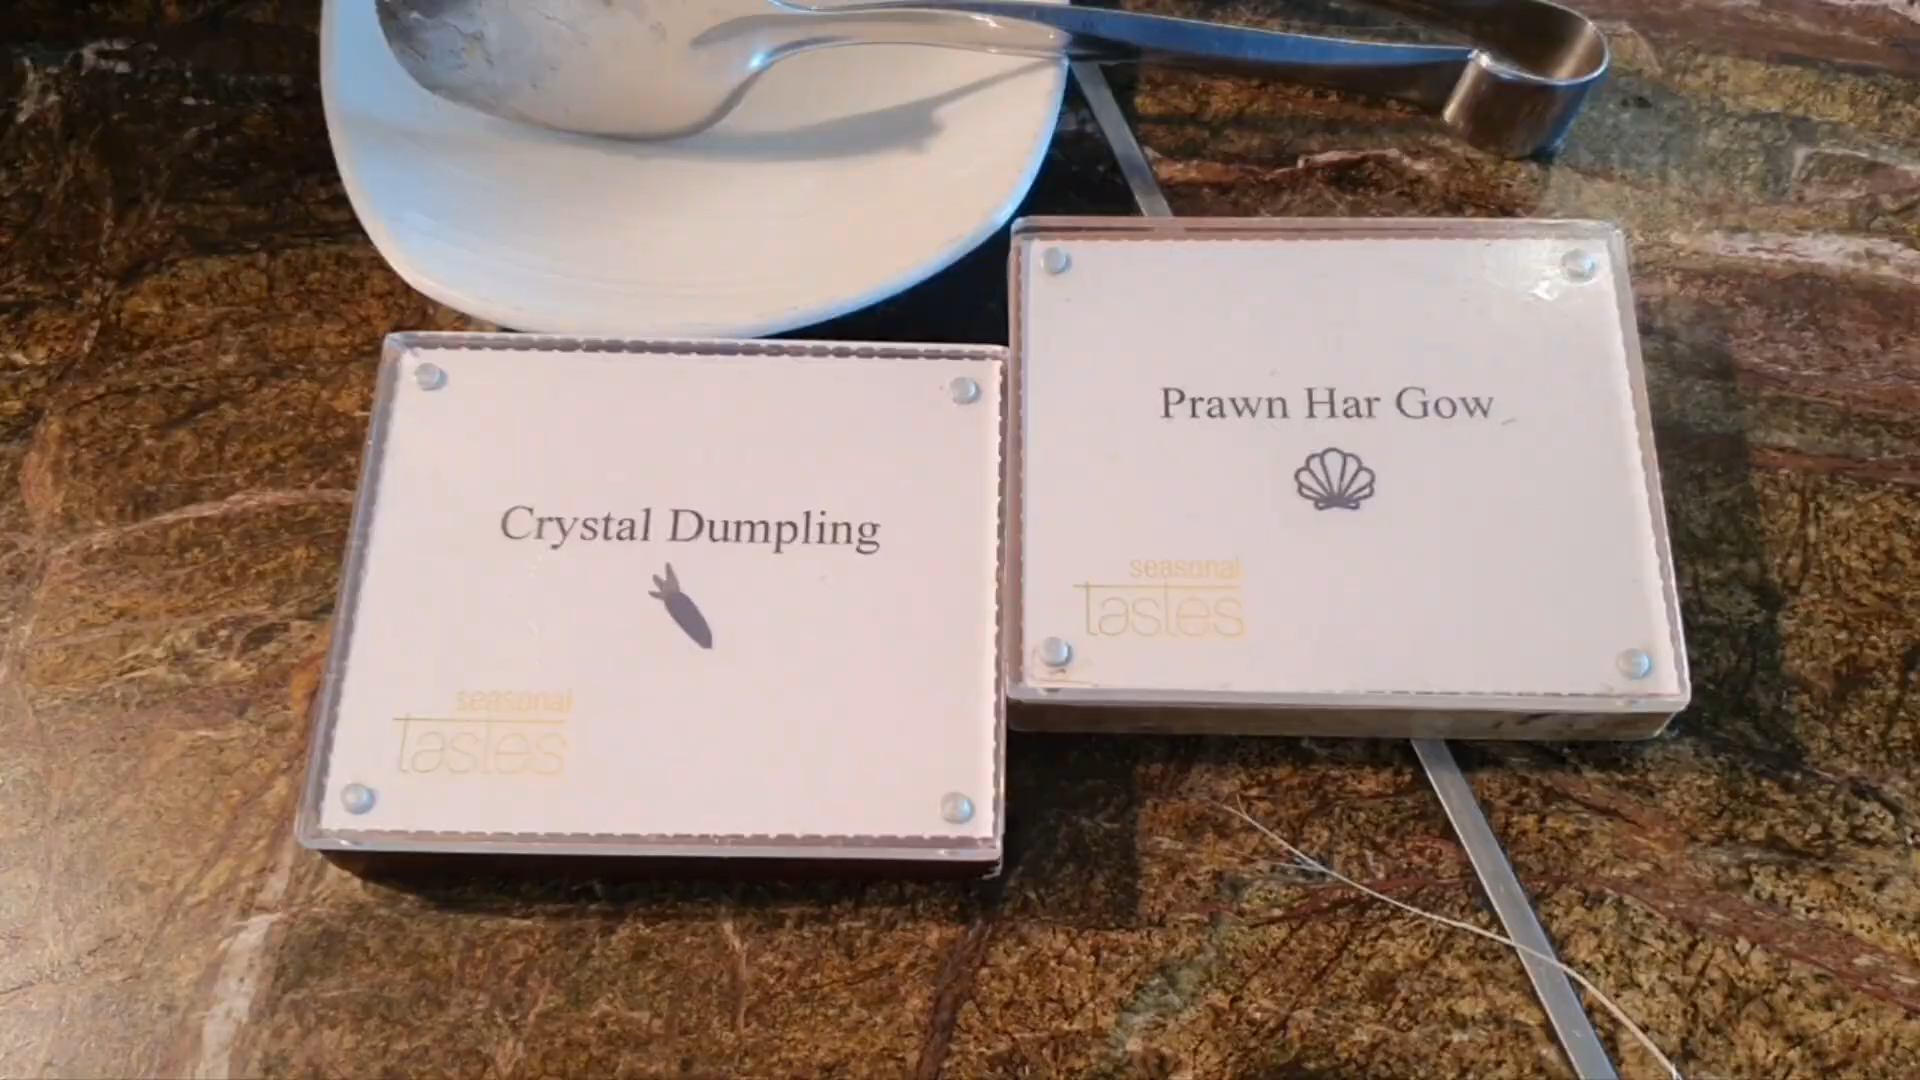 Crystal Dumpling
seasonal
tastes
Prawn Har Gow
seasonal
tastes